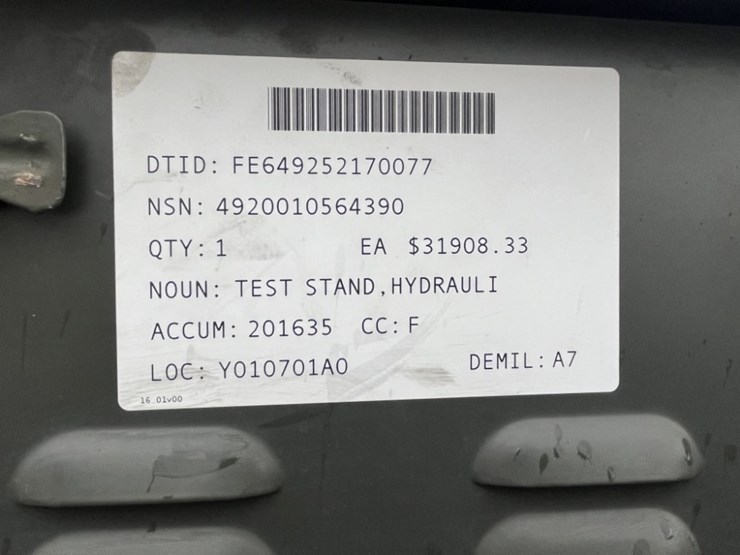 DTID: FE649252170077
NSN: 4920010564390
QTY: 1 EA $31908.33
NOUN: TEST STAND,HYDRAULI
ACCUM: 201635 CC: F
LOC: Y010701A0 DEMIL: A7
16.01v00